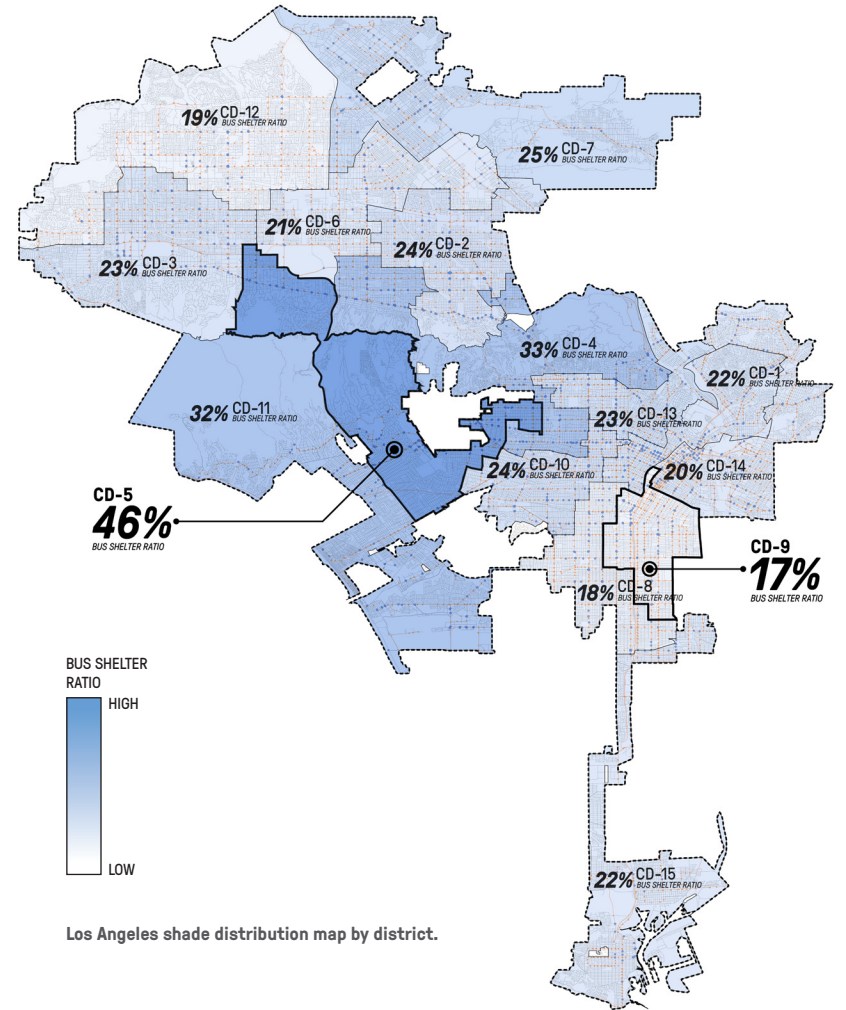 19% CD-12
BUS SHELTER RATIO
25% CD-7
BUS SHELTER RATIO
21% CD-6
BUS SHELTER RATIO
24% CD-2
BUS SHELTER RATIO
23% CD-3
BUS SHELTER RATIO
33% CD-4
BUS SHELTER RATIO
22% CD-1
BUS SHELTER RATIO
32% CD-11
BUS SHELTER RATIO
23% CD-13
BUS SHELTER RATIO
24% CD-10
BUS SHELTER RATIO
20% CD-14
BUS SHELTER RATIO
CD-5
46%
BUS SHELTER RATIO
CD-9
17%
BUS SHELTER RATIO
18% CD-8
BUS SHELTER RATIO
BUS SHELTER
RATIO
HIGH
LOW
22% CD-15
BUS SHELTER RATIO
Los Angeles shade distribution map by district.